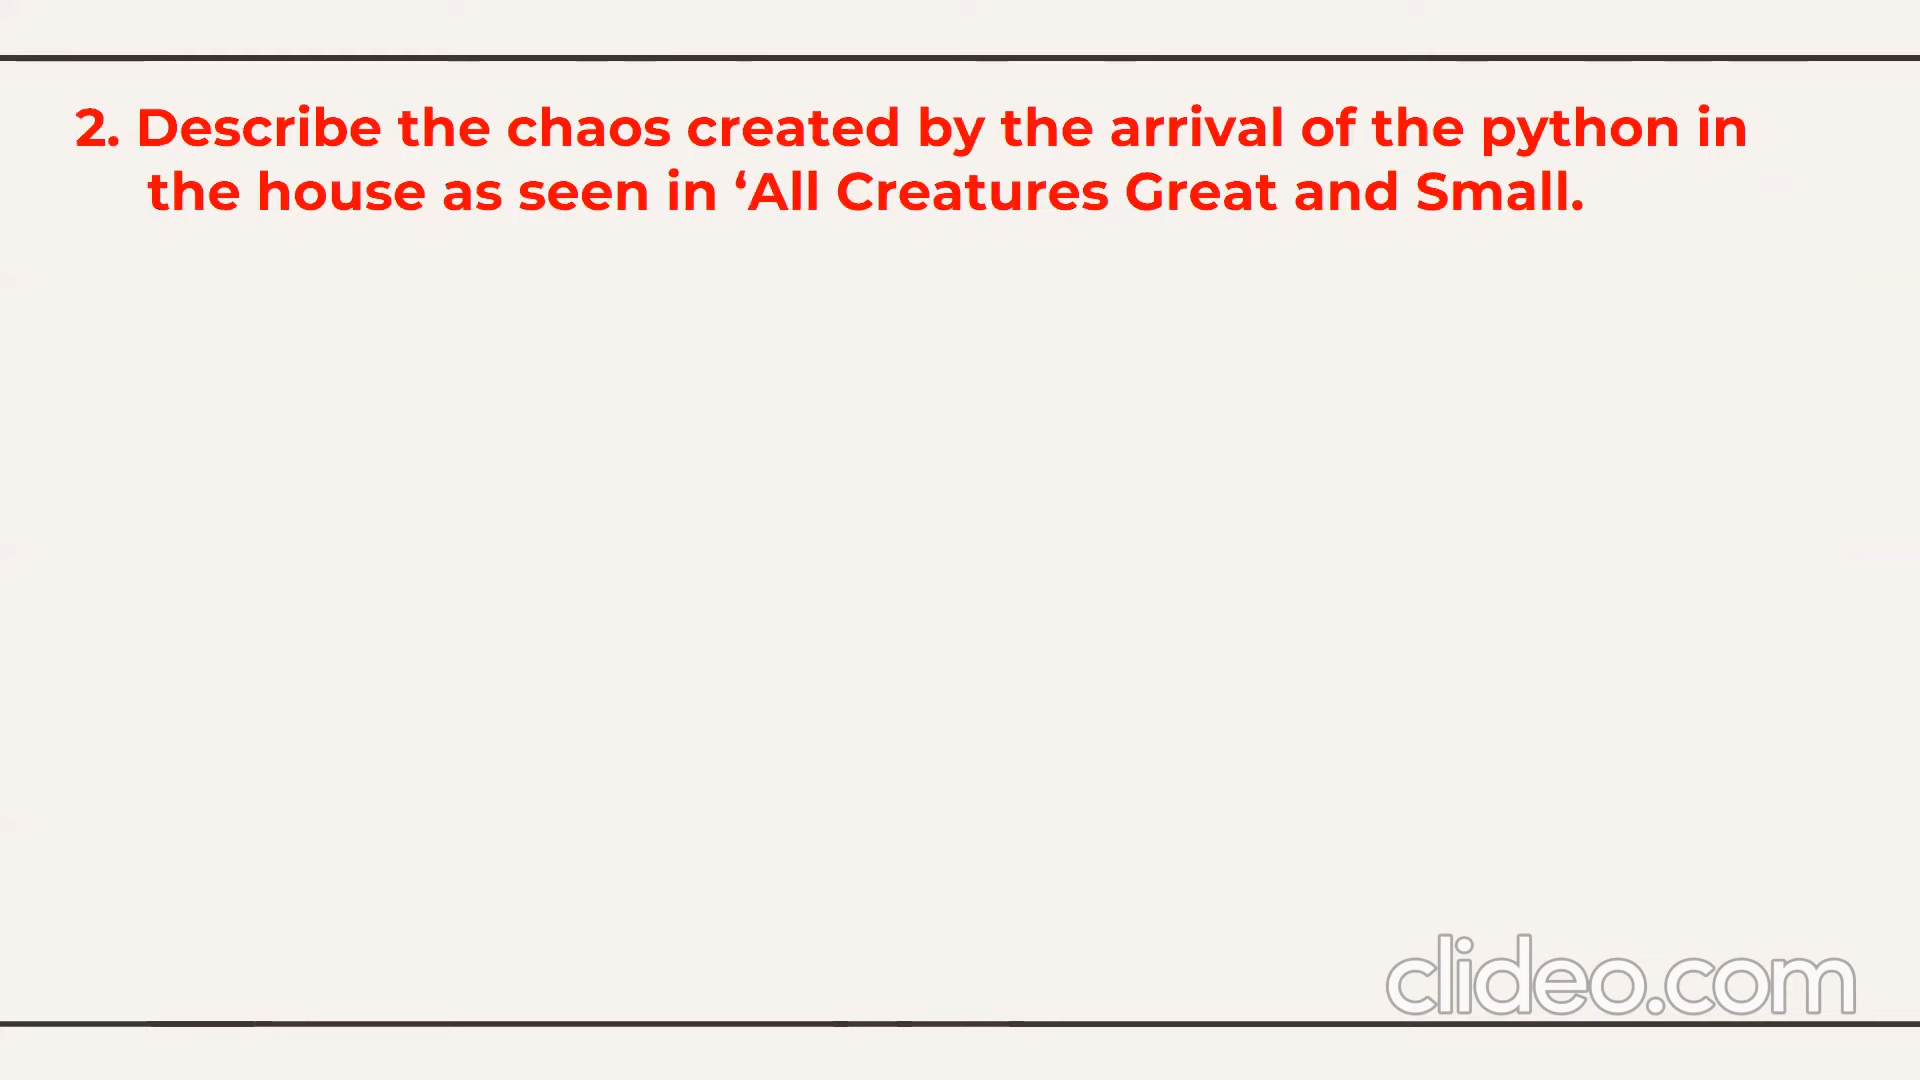 2. Describe the chaos created by the arrival of the python in
the house as seen in ‘All Creatures Great and Small.
clideo.com